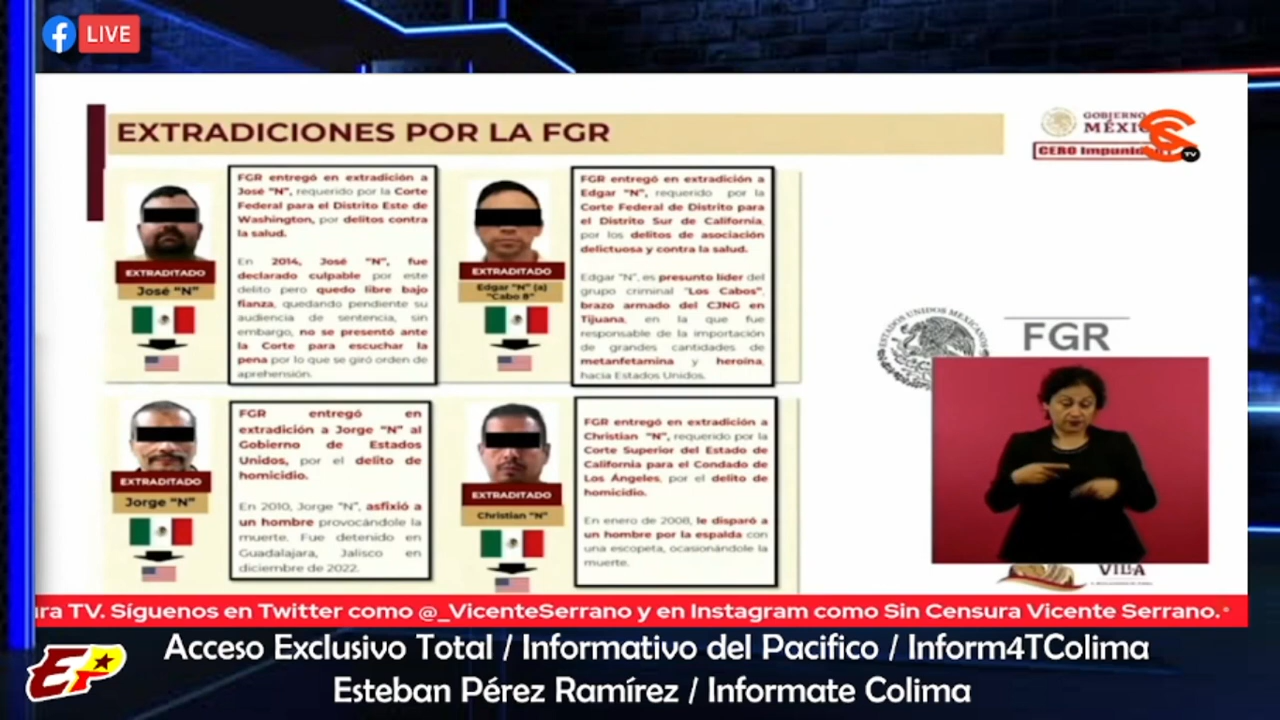 LIVE
EXTRADICIONES POR LA FGR
GOBIERNO
MÉXI
CERO Impuni
TV
FGR entregó en extradición a
José “N”, requerido por la Corte
Federal para el Distrito Este de
Washington, por delitos contra
la salud.
En 2014, José “N”, fue
declarado culpable por este
delito pero quedo libre bajo
fianza, quedando pendiente su
audiencia de sentencia, sin
embargo, no se presentó ante
la Corte para escuchar la
pena por lo que se giró orden de
aprehensión.
EXTRADITADO
José “N”
FGR entregó en extradición a
Edgar “N”, requerido por la
Corte Federal de Distrito para
el Distrito Sur de California,
por los delitos de asociación
delictuosa y contra la salud.
Edgar “N”, es presunto líder del
grupo criminal “Los Cabos”,
brazo armado del CJNG en
Tijuana, en la que fue
responsable de la importación
de grandes cantidades de
metanfetamina y heroína,
hacia Estados Unidos.
EXTRADITADO
Edgar “N” (a)
“Cabo 8”
FGR entregó en
extradición a Jorge “N” al
Gobierno de Estados
Unidos, por el delito de
homicidio.
En 2010, Jorge “N”, asfixió a
un hombre provocándole la
muerte. Fue detenido en
Guadalajara, Jalisco en
diciembre de 2022.
EXTRADITADO
Jorge “N”
FGR entregó en extradición a
Christian “N”, requerido por la
Corte Superior del Estado de
California para el Condado de
Los Ángeles, por el delito de
homicidio.
En enero de 2008, le disparó a
un hombre por la espalda con
una escopeta, ocasionándole la
muerte.
EXTRADITADO
Christian “N”
ESTADOS UNIDOS MEXICANOS
FGR
VILLA
ura TV. Síguenos en Twitter como @_VicenteSerrano y en Instagram como Sin Censura Vicente Serrano.
EP
Acceso Exclusivo Total / Informativo del Pacifico / Inform4TColima
Esteban Pérez Ramírez / Informate Colima